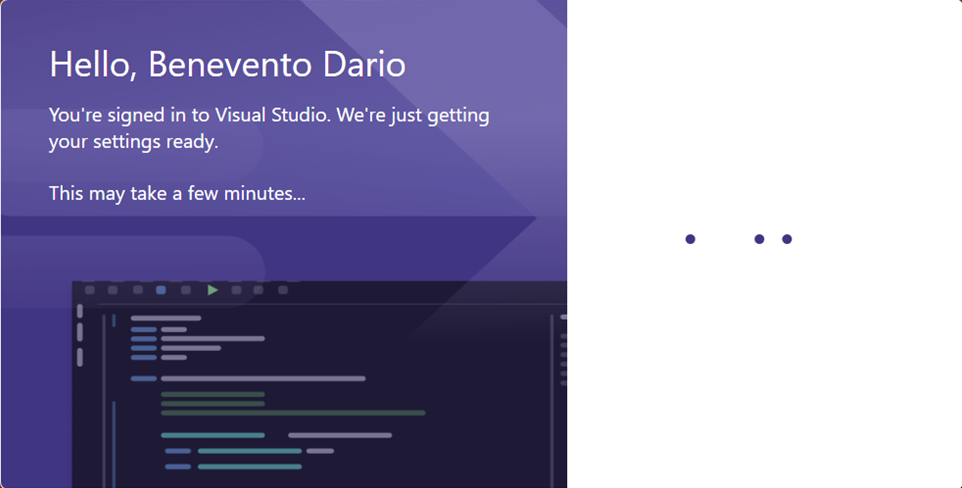 Hello, Benevento Dario
You're signed in to Visual Studio. We're just getting
your settings ready.
This may take a few minutes...